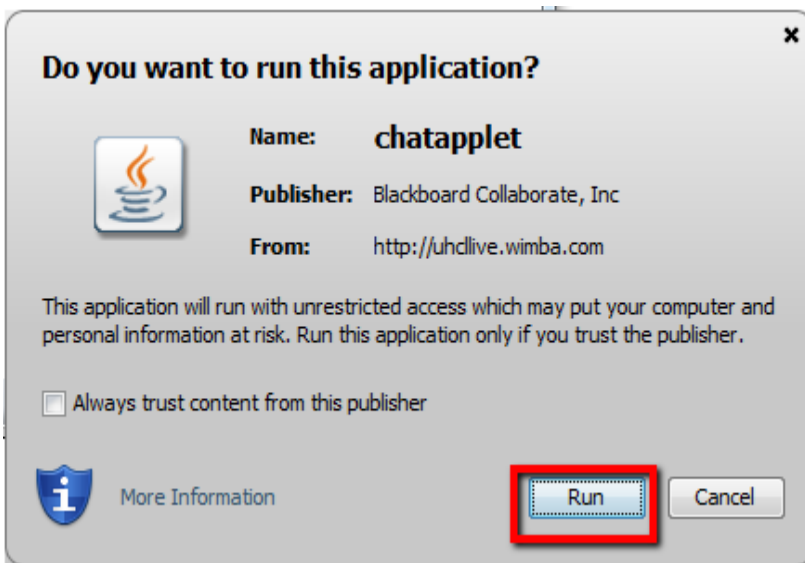 Do you want to run this application?
Name: chatapplet
Publisher: Blackboard Collaborate, Inc
From: http://uhcllive.wimba.com
This application will run with unrestricted access which may put your computer and
personal information at risk. Run this application only if you trust the publisher.
Always trust content from this publisher
More Information
Run Cancel